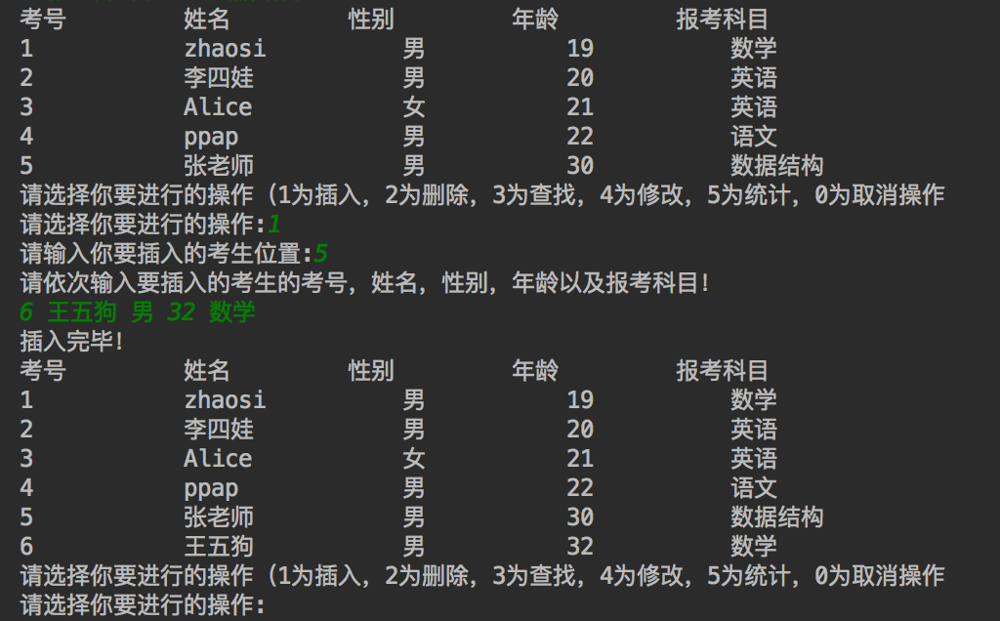 考号 姓名 性别 年龄 报考科目
1 zhaosi 男 19 数学
2 李四娃 男 20 英语
3 Alice 女 21 英语
4 ppap 男 22 语文
5 张老师 男 30 数据结构
请选择你要进行的操作（1为插入，2为删除，3为查找，4为修改，5为统计，0为取消操作
请选择你要进行的操作:1
请输入你要插入的考生位置:5
请依次输入要插入的考生的考号，姓名，性别，年龄以及报考科目！
6 王五狗 男 32 数学
插入完毕！
考号 姓名 性别 年龄 报考科目
1 zhaosi 男 19 数学
2 李四娃 男 20 英语
3 Alice 女 21 英语
4 ppap 男 22 语文
5 张老师 男 30 数据结构
6 王五狗 男 32 数学
请选择你要进行的操作（1为插入，2为删除，3为查找，4为修改，5为统计，0为取消操作
请选择你要进行的操作: